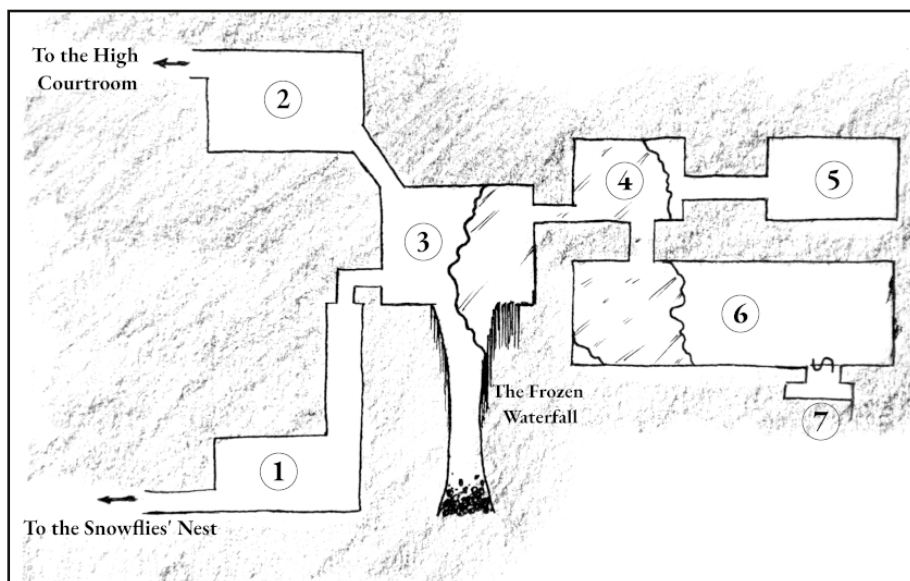 To the High
Courtroom
2
4
5
3
6
The Frozen
Waterfall
7
1
To the Snowflies' Nest